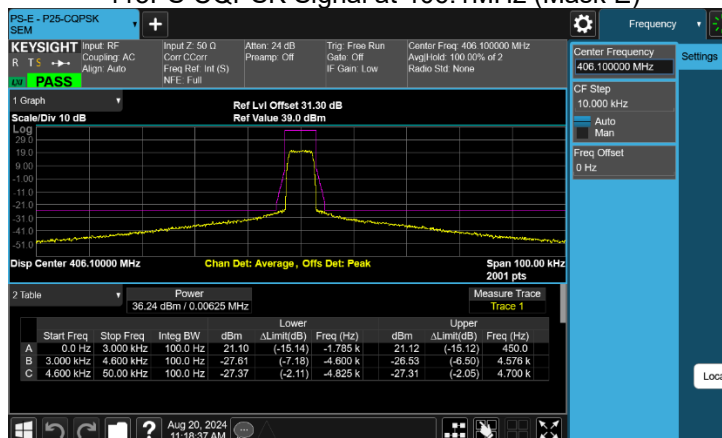 PS-E - P25-CQPSK
SEM
Frequency
KEYSIGHT
R T S
LV PASS
Input: RF
Coupling: AC
Align: Auto
Input Z: 50 Ω
Corr CCorr
Freq Ref: Int (S)
NFE: Full
Atten: 24 dB
Preamp: Off
Trig: Free Run
Gate: Off
IF Gain: Low
Center Freq: 406.100000 MHz
Avg|Hold: 100.00% of 2
Radio Std: None
Center Frequency
406.100000 MHz
Settings
CF Step
10.000 kHz
Auto
Man
Freq Offset
0 Hz
1 Graph
Scale/Div 10 dB
Ref Lvl Offset 31.30 dB
Ref Value 39.0 dBm
Log
29.0
19.0
9.00
-1.00
-11.0
-21.0
-31.0
-41.0
-51.0
Disp Center 406.10000 MHz
Chan Det: Average, Offs Det: Peak
Span 100.00 kHz
2001 pts
2 Table
Power
36.24 dBm / 0.00625 MHz
Measure Trace
Trace 1
Lower Upper
Start Freq Stop Freq Integ BW dBm ΔLimit(dB) Freq (Hz) dBm ΔLimit(dB) Freq (Hz)
A 0.0 Hz 3.000 kHz 100.0 Hz 21.10 (-15.14) -1.785 k 21.12 (-15.12) 450.0
B 3.000 kHz 4.600 kHz 100.0 Hz -27.61 (-7.18) -4.600 k -26.53 (-6.50) 4.576 k
C 4.600 kHz 50.00 kHz 100.0 Hz -27.37 (-2.11) -4.825 k -27.31 (-2.05) 4.700 k
Aug 20, 2024
11:18:37 AM